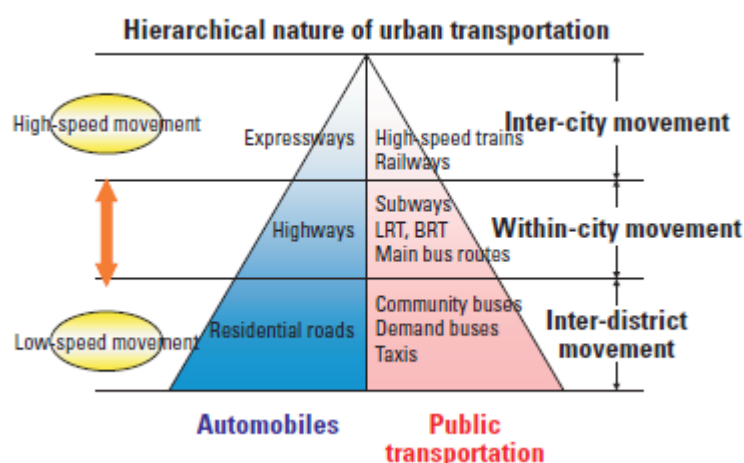 Hierarchical nature of urban transportation
High-speed movement
Expressways
High-speed trains
Railways
Inter-city movement
Highways
Subways
LRT, BRT
Main bus routes
Within-city movement
Low-speed movement
Residential roads
Community buses
Demand buses
Taxis
Inter-district
movement
Automobiles
Public
transportation